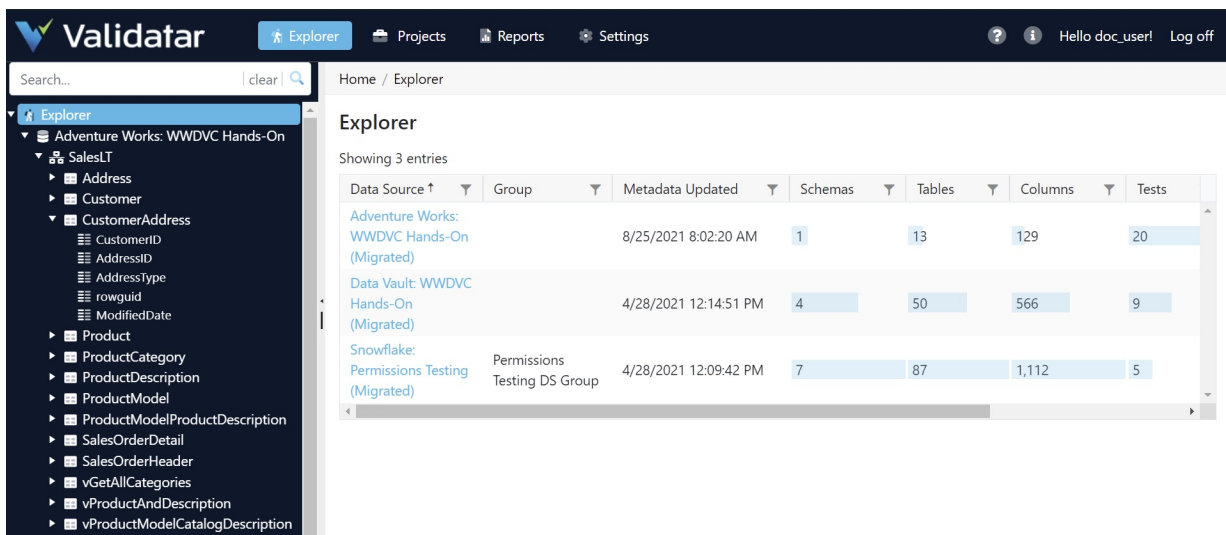 Validatar
Explorer
Projects
Reports
Settings
Hello doc_user!
Log off
Search...
clear
Home / Explorer
Explorer
Adventure Works: WWDVC Hands-On
SalesLT
Address
Customer
CustomerAddress
CustomerID
AddressID
AddressType
rowguid
ModifiedDate
Product
ProductCategory
ProductDescription
ProductModel
ProductModelProductDescription
SalesOrderDetail
SalesOrderHeader
vGetAllCategories
vProductAndDescription
vProductModelCatalogDescription
Explorer
Showing 3 entries
Data Source Group Metadata Updated Schemas Tables Columns Tests
Adventure Works:
WWDVC Hands-On 8/25/2021 8:02:20 AM 1 13 129 20
(Migrated)
Data Vault: WWDVC
Hands-On 4/28/2021 12:14:51 PM 4 50 566 9
(Migrated)
Snowflake:
Permissions Testing
(Migrated)
Permissions
Testing DS Group
4/28/2021 12:09:42 PM 7 87 1,112 5